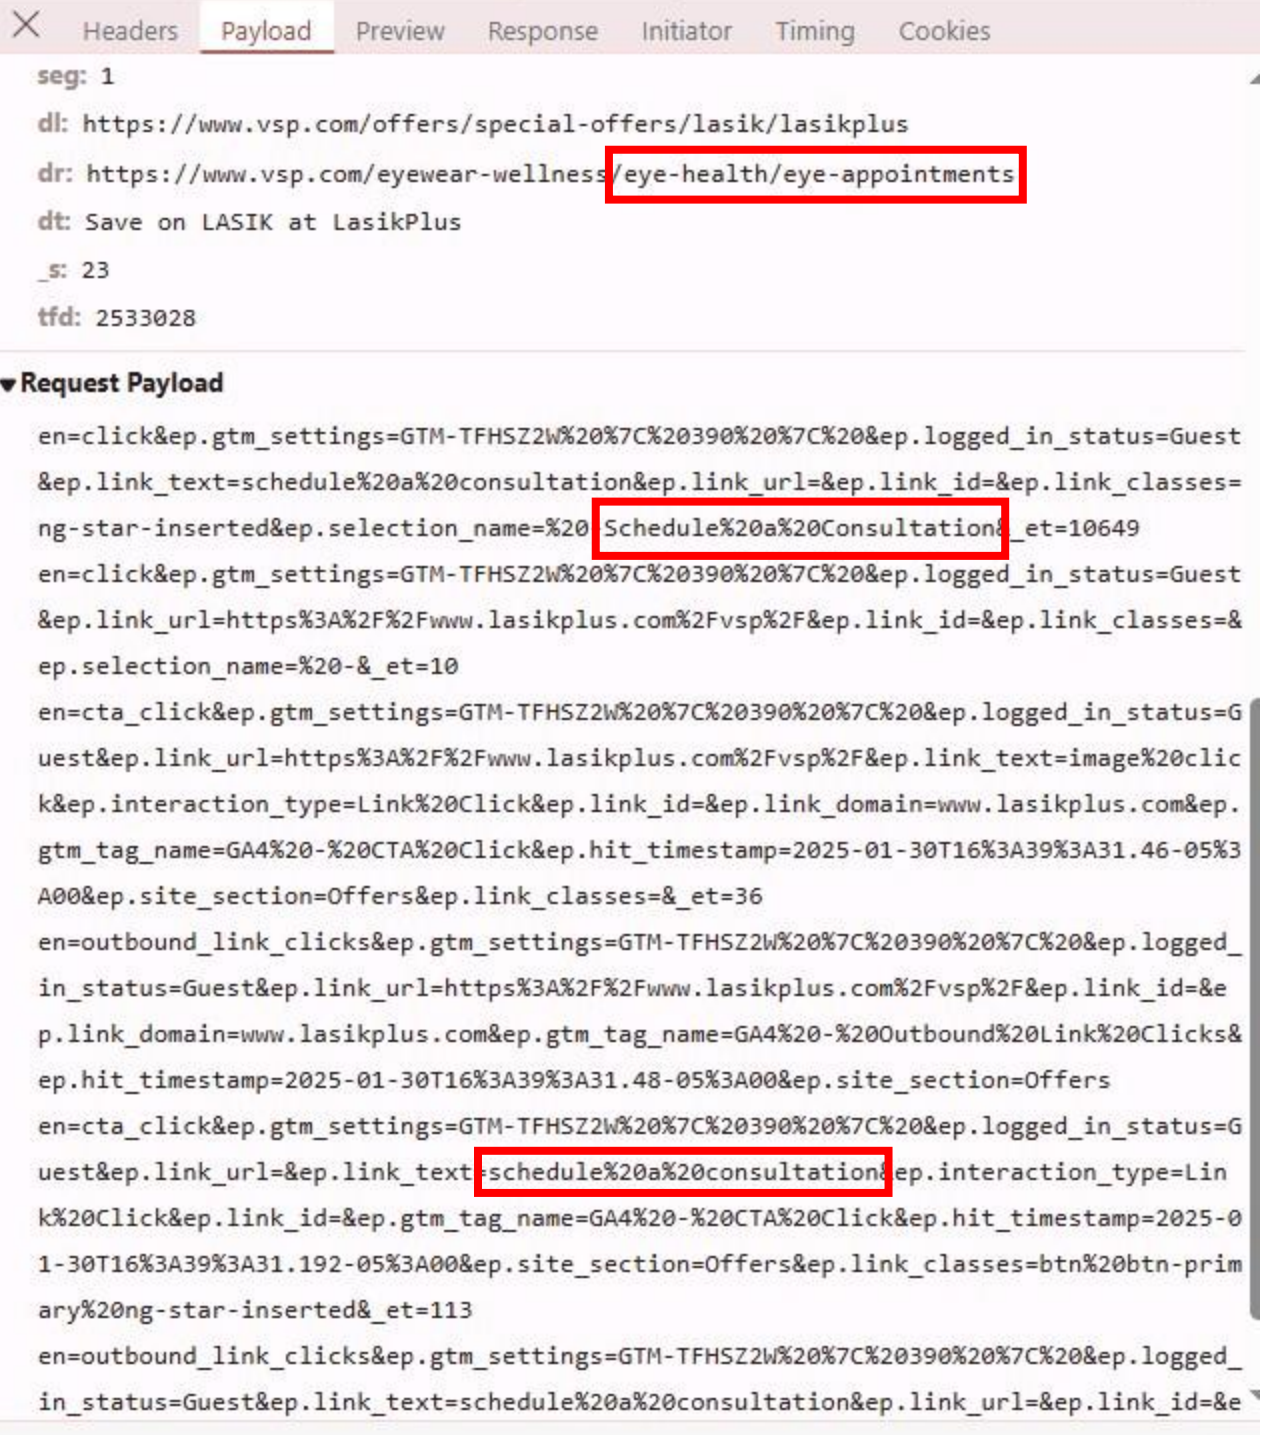 Headers Payload Preview Response Initiator Timing Cookies
seg: 1
dl: https://www.vsp.com/offers/special-offers/lasik/lasikplus
dr: https://www.vsp.com/eyewear-wellness/eye-health/eye-appointments
dt: Save on LASIK at LasikPlus
_s: 23
tfd: 2533028
Request Payload
en=click&ep.gtm_settings=GTM-TFHSZ2W%20%7C%20390%20%7C%20&ep.logged_in_status=Guest
&ep.link_text=schedule%20a%20consultation&ep.link_url=&ep.link_id=&ep.link_classes=
ng-star-inserted&ep.selection_name=%20-Schedule%20a%20Consultation&_et=10649
en=click&ep.gtm_settings=GTM-TFHSZ2W%20%7C%20390%20%7C%20&ep.logged_in_status=Guest
&ep.link_url=https%3A%2F%2Fwww.lasikplus.com%2Fvsp%2F&ep.link_id=&ep.link_classes=&
ep.selection_name=%20-&_et=10
en=cta_click&ep.gtm_settings=GTM-TFHSZ2W%20%7C%20390%20%7C%20&ep.logged_in_status=G
uest&ep.link_url=https%3A%2F%2Fwww.lasikplus.com%2Fvsp%2F&ep.link_text=image%20clic
k&ep.interaction_type=Link%20Click&ep.link_id=&ep.link_domain=www.lasikplus.com&ep.
gtm_tag_name=GA4%20-%20CTA%20Click&ep.hit_timestamp=2025-01-30T16%3A39%3A31.46-05%3
A00&ep.site_section=Offers&ep.link_classes=&_et=36
en=outbound_link_clicks&ep.gtm_settings=GTM-TFHSZ2W%20%7C%20390%20%7C%20&ep.logged_
in_status=Guest&ep.link_url=https%3A%2F%2Fwww.lasikplus.com%2Fvsp%2F&ep.link_id=&e
p.link_domain=www.lasikplus.com&ep.gtm_tag_name=GA4%20-%20Outbound%20Link%20Clicks&
ep.hit_timestamp=2025-01-30T16%3A39%3A31.48-05%3A00&ep.site_section=Offers
en=cta_click&ep.gtm_settings=GTM-TFHSZ2W%20%7C%20390%20%7C%20&ep.logged_in_status=G
uest&ep.link_url=&ep.link_text=schedule%20a%20consultation&ep.interaction_type=Lin
k%20Click&ep.link_id=&ep.gtm_tag_name=GA4%20-%20CTA%20Click&ep.hit_timestamp=2025-0
1-30T16%3A39%3A31.192-05%3A00&ep.site_section=Offers&ep.link_classes=btn%20btn-prim
ary%20ng-star-inserted&_et=113
en=outbound_link_clicks&ep.gtm_settings=GTM-TFHSZ2W%20%7C%20390%20%7C%20&ep.logged_
in_status=Guest&ep.link_text=schedule%20a%20consultation&ep.link_url=&ep.link_id=&e